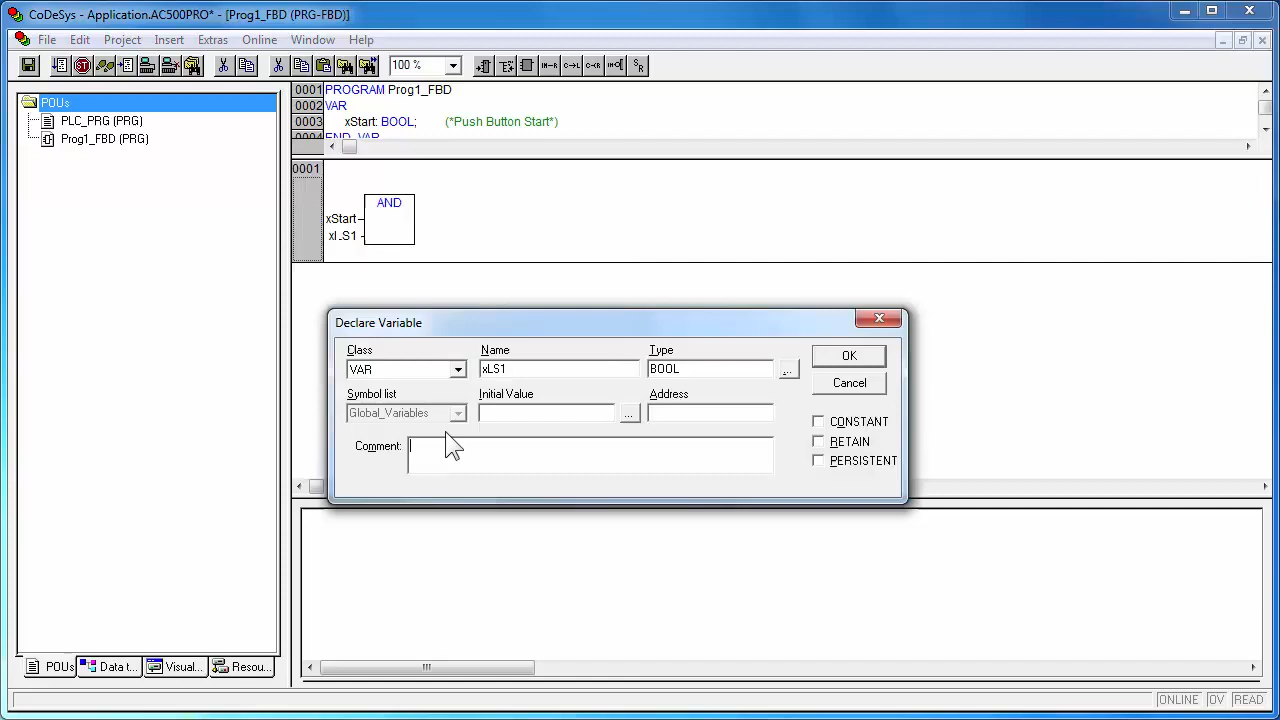 CoDeSys - Application.AC500PRO* - [Prog1_FBD (PRG-FBD)]
File Edit Project Insert Extras Online Window Help
100 %
POUs
PLC_PRG (PRG)
Prog1_FBD (PRG)
0001 PROGRAM Prog1_FBD
0002 VAR
0003 xStart: BOOL; (*Push Button Start*)
0004 END_VAR
0001
AND
xStart
xLS1
Declare Variable
Class Name Type
VAR xLS1 BOOL ... OK
Symbol list Initial Value Address Cancel
Global_Variables ...
CONSTANT
Comment: RETAIN
PERSISTENT
POUs Data t... Visual... Resou...
ONLINE OV READ